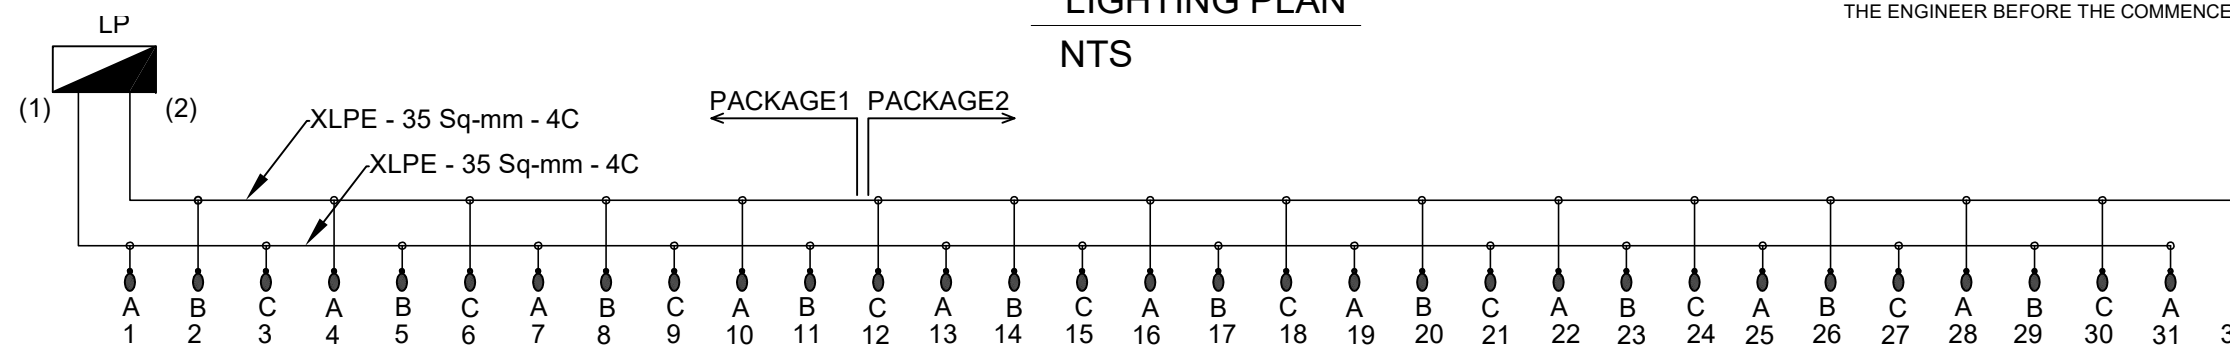 LIGHTING PLAN
THE ENGINEER BEFORE THE COMMENCE
LP
NTS
(1)
(2)
PACKAGE1 PACKAGE2
XLPE - 35 Sq-mm - 4C
XLPE - 35 Sq-mm - 4C
A B C A B C A B C A B C A B C A B C A B C A B C A B C A B C A
1 2 3 4 5 6 7 8 9 10 11 12 13 14 15 16 17 18 19 20 21 22 23 24 25 26 27 28 29 30 31